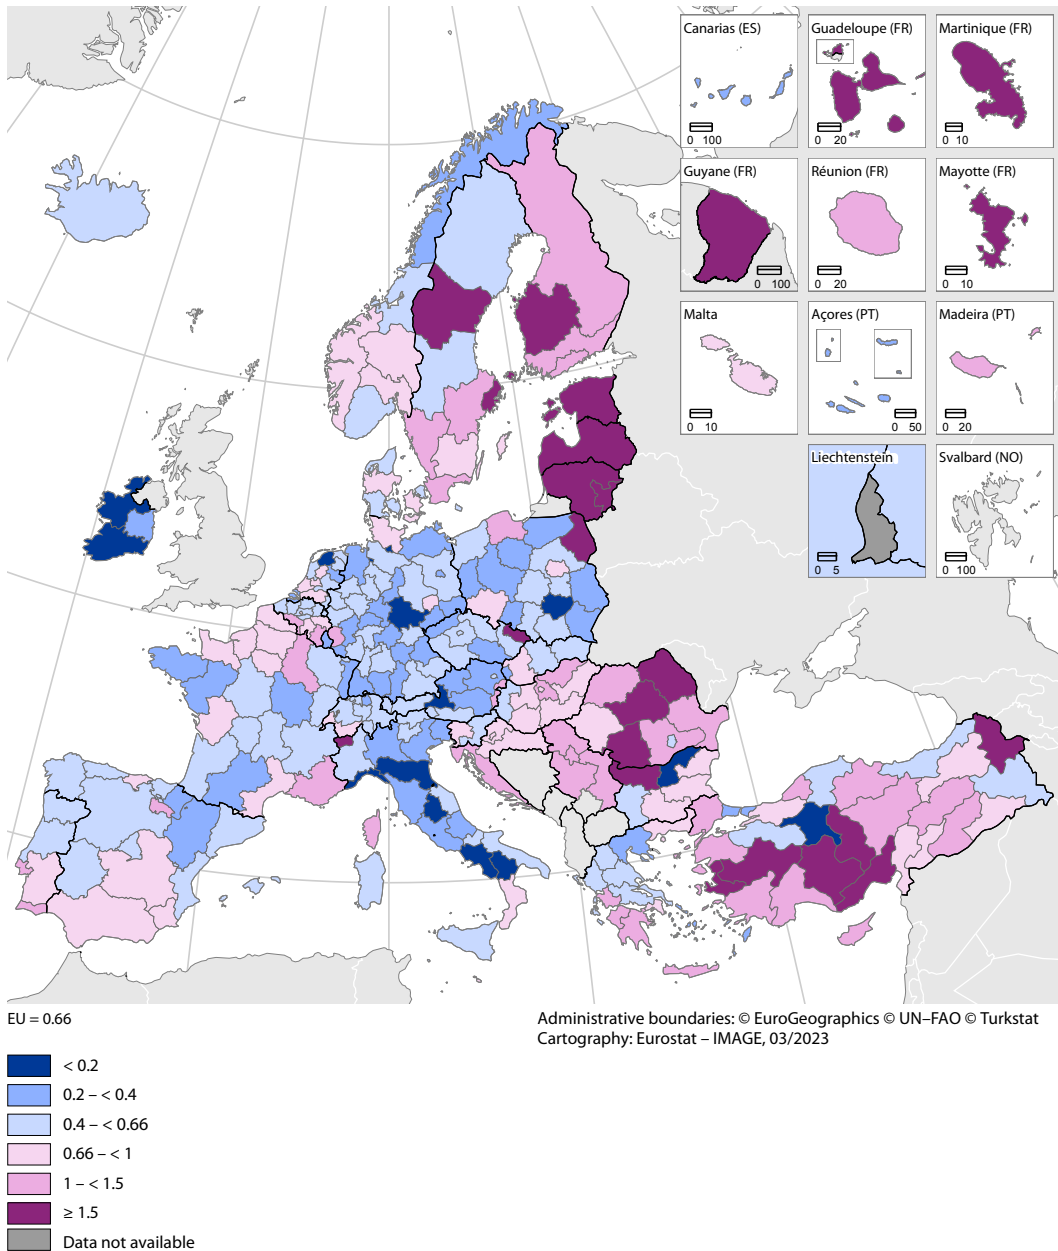 Canarias (ES)
0 100
Guadeloupe (FR)
0 20
Martinique (FR)
0 10
Guyane (FR)
0 100
Réunion (FR)
0 20
Mayotte (FR)
0 10
Malta
0 10
Açores (PT)
0 50
Madeira (PT)
0 20
Liechtenstein
0 5
Svalbard (NO)
0 100
EU = 0.66
Administrative boundaries: © EuroGeographics © UN–FAO © Turkstat
Cartography: Eurostat – IMAGE, 03/2023
< 0.2
0.2 – < 0.4
0.4 – < 0.66
0.66 – < 1
1 – < 1.5
≥ 1.5
Data not available